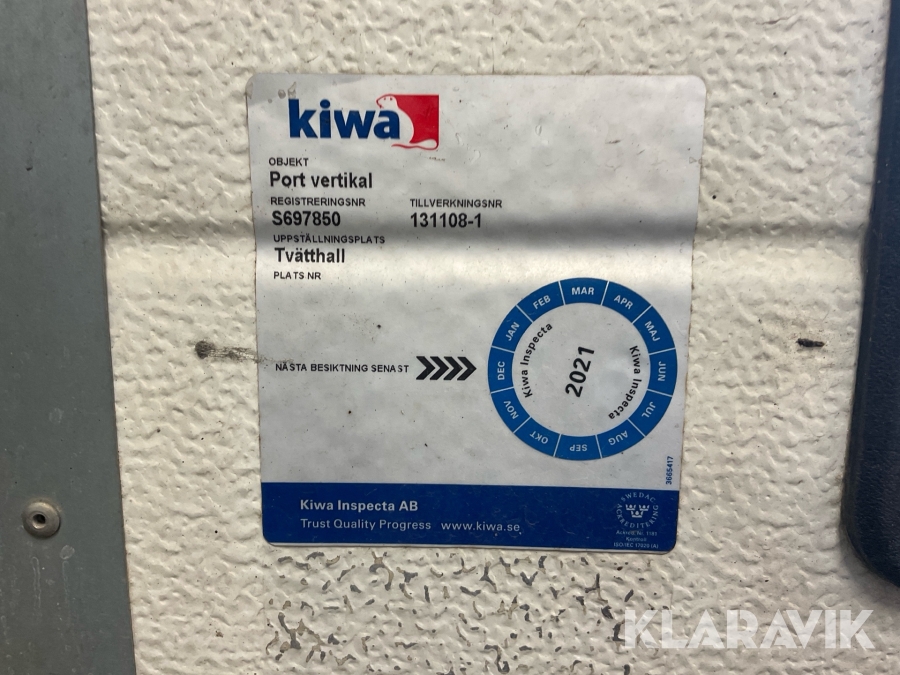 kiwa
OBJEKT
Port vertikal
REGISTRERINGSNR TILLVERKNINGSNR
S697850 131108-1
UPPSTÄLLNINGSPLATS
Tvätthall
PLATS NR
NÄSTA BESIKTNING SENAST
JAN FEB MAR APR MAJ JUN JUL AUG SEP OKT NOV DEC
Kiwa Inspecta
2021
Kiwa Inspecta
3665417
Kiwa Inspecta AB
Trust Quality Progress www.kiwa.se
SWEDAC
ACKREDITERING
KLARAVIK